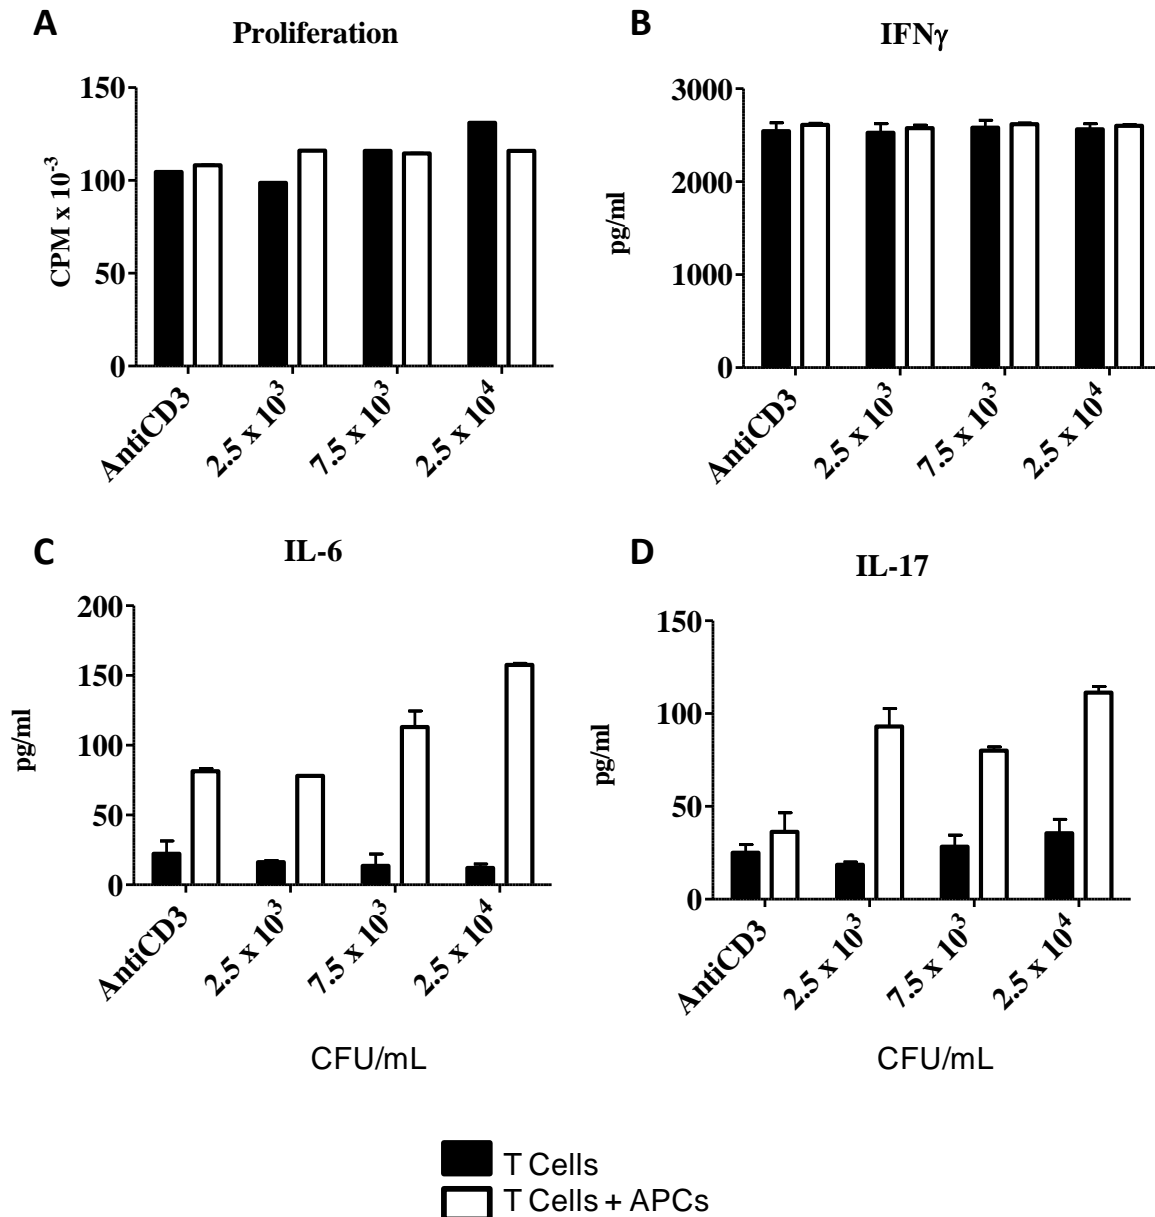 A
Proliferation
150
100
50
0
CPM x 10⁻³
AntiCD3
2.5 x 10³
7.5 x 10³
2.5 x 10⁴
B
IFNγ
3000
2000
1000
0
pg/ml
AntiCD3
2.5 x 10³
7.5 x 10³
2.5 x 10⁴
C
IL-6
200
150
100
50
0
pg/ml
AntiCD3
2.5 x 10³
7.5 x 10³
2.5 x 10⁴
CFU/mL
D
IL-17
150
100
50
0
pg/ml
AntiCD3
2.5 x 10³
7.5 x 10³
2.5 x 10⁴
CFU/mL
T Cells
T Cells + APCs